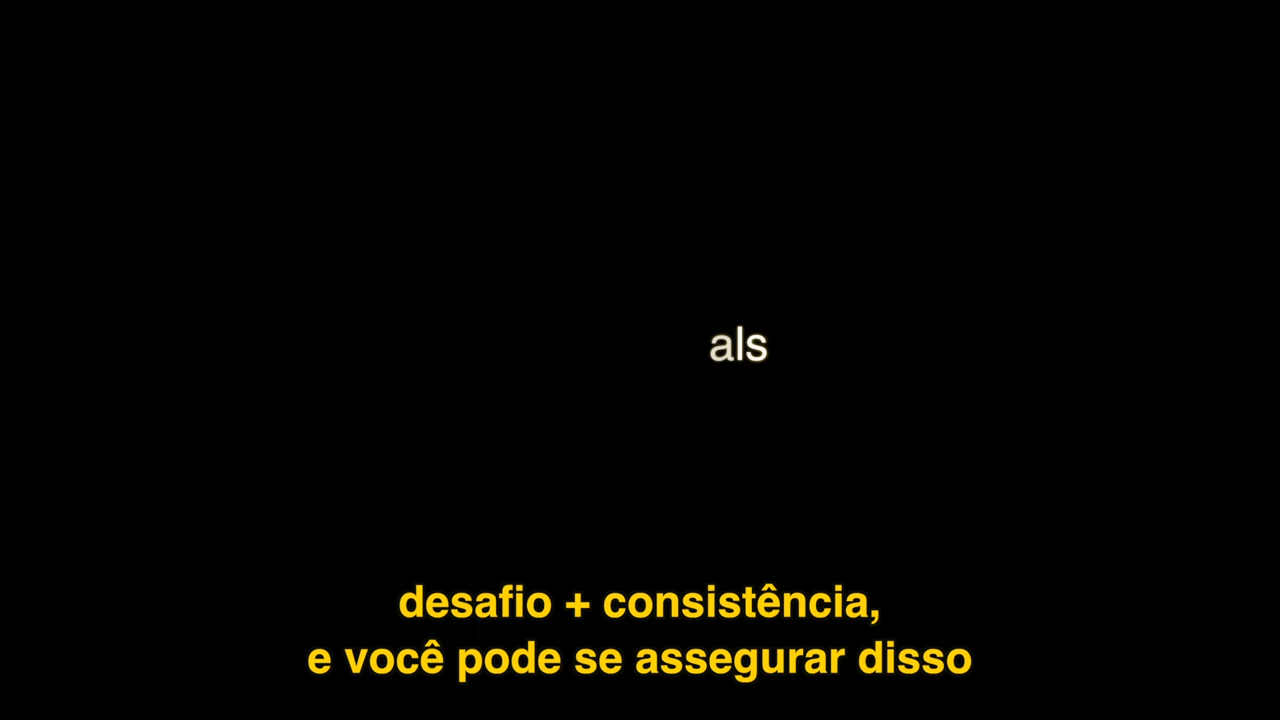 als
desafio + consistência,
e você pode se assegurar disso